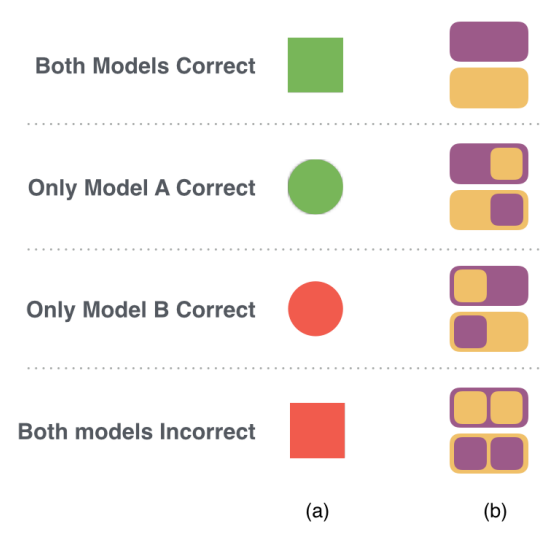 Both Models Correct
Only Model A Correct
Only Model B Correct
Both models Incorrect
(a)
(b)